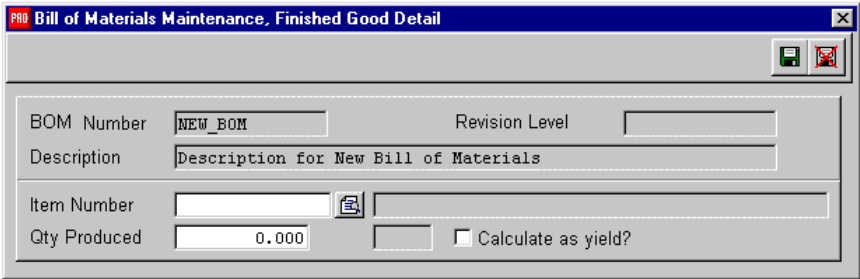 PRO Bill of Materials Maintenance, Finished Good Detail
BOM Number NEW_BOM Revision Level
Description Description for New Bill of Materials
Item Number
Qty Produced 0.000 Calculate as yield?